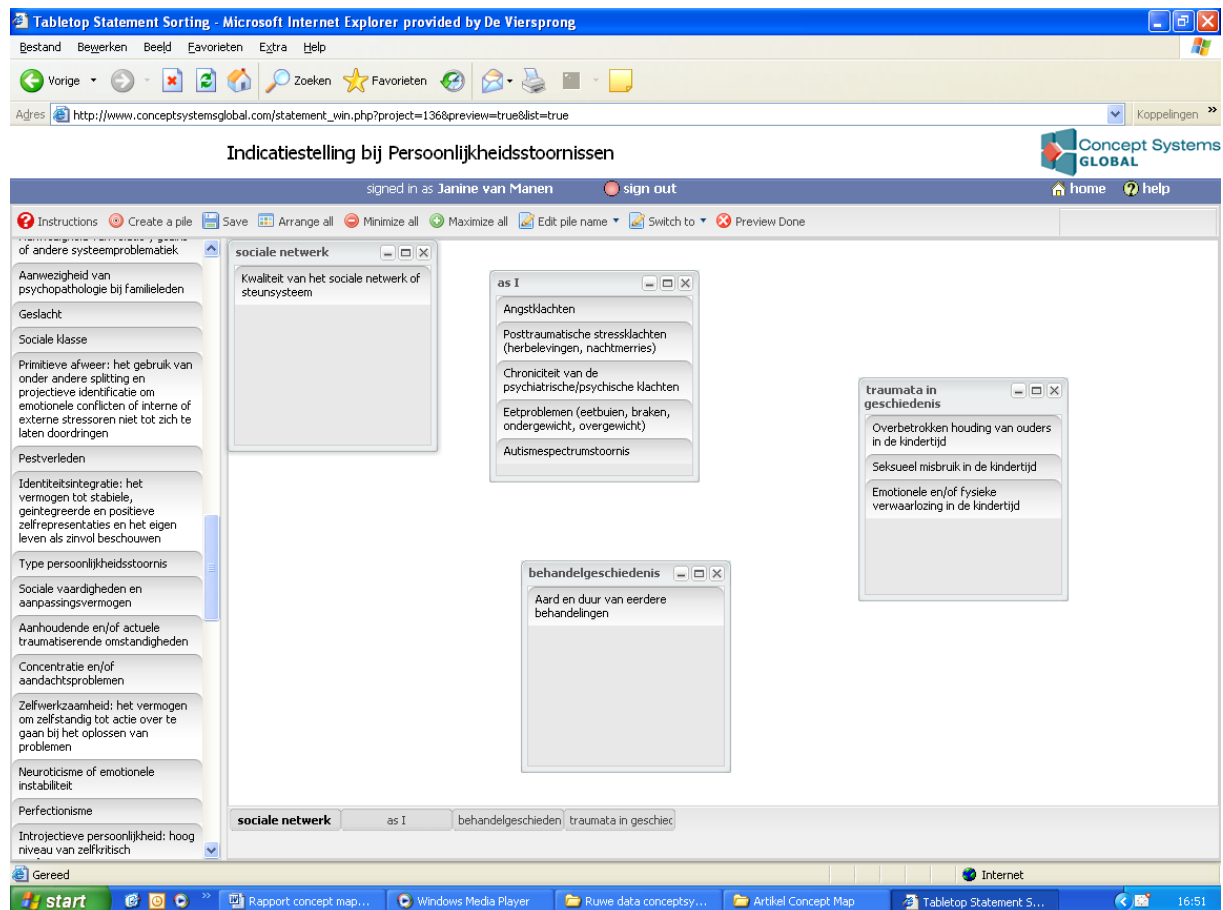 Tabletop Statement Sorting - Microsoft Internet Explorer provided by De Viersprong
Bestand Bewerken Beeld Favorieten Extra Help
Vorige Zoeken Favorieten
Adres http://www.conceptsystemsglobal.com/statement_win.php?project=136&preview=true&list=true Koppelingen »
Indicatiestelling bij Persoonlijkheidsstoornissen
Concept Systems
GLOBAL
signed in as Janine van Manen sign out home help
Instructions Create a pile Save Arrange all Minimize all Maximize all Edit pile name Switch to Preview Done
of andere systeemproblematiek
Aanwezigheid van
psychopathologie bij familieleden
Geslacht
Sociale klasse
Primitieve afweer: het gebruik van
onder andere splitting en
projectieve identificatie om
emotionele conflicten of interne of
externe stressoren niet tot zich te
laten doordringen
Pestverleden
Identiteitsintegratie: het
vermogen tot stabiele,
geintegreerde en positieve
zelfrepresentaties en het eigen
leven als zinvol beschouwen
Type persoonlijkheidsstoornis
Sociale vaardigheden en
aanpassingsvermogen
Aanhoudende en/of actuele
traumatiserende omstandigheden
Concentratie en/of
aandachtsproblemen
Zelfwerkzaamheid: het vermogen
om zelfstandig tot actie over te
gaan bij het oplossen van
problemen
Neuroticisme of emotionele
instabiliteit
Perfectionisme
Introjectieve persoonlijkheid: hoog
niveau van zelfkritisch
sociale netwerk
Kwaliteit van het sociale netwerk of
steunsysteem
as I
Angstklachten
Posttraumatische stressklachten
(herbelevingen, nachtmerries)
Chroniciteit van de
psychiatrische/psychische klachten
Eetproblemen (eetbuien, braken,
ondergewicht, overgewicht)
Autismespectrumstoornis
traumata in
geschiedenis
Overbetrokken houding van ouders
in de kindertijd
Seksueel misbruik in de kindertijd
Emotionele en/of fysieke
verwaarlozing in de kindertijd
behandelgeschiedenis
Aard en duur van eerdere
behandelingen
sociale netwerk as I behandelgeschieden traumata in geschiec
Gereed Internet
start » Rapport concept map... Windows Media Player Ruwe data conceptsy... Artikel Concept Map Tabletop Statement S... 16:51